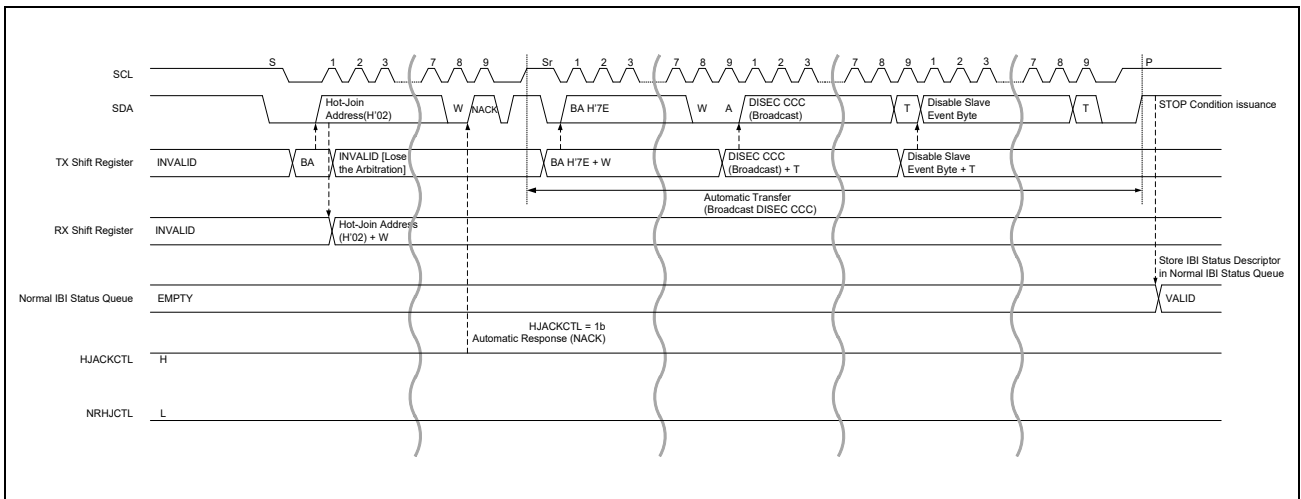 S 1 2 3 7 8 9 Sr 1 2 3 7 8 9 1 2 3 7 8 9 1 2 3 7 8 9 P
SCL
SDA
Hot-Join
Address(H'02)
W
NACK
BA H'7E
W A
DISEC CCC
(Broadcast)
T
Disable Slave
Event Byte
T
STOP Condition issuance
TX Shift Register
INVALID
BA
INVALID [Lose
the Arbitration]
BA H'7E + W
DISEC CCC
(Broadcast) + T
Disable Slave
Event Byte + T
Automatic Transfer
(Broadcast DISEC CCC)
RX Shift Register
INVALID
Hot-Join Address
(H'02) + W
Store IBI Status Descriptor
in Normal IBI Status Queue
Normal IBI Status Queue
EMPTY
VALID
HJACKCTL = 1b
Automatic Response (NACK)
HJACKCTL
H
NRHJCTL
L